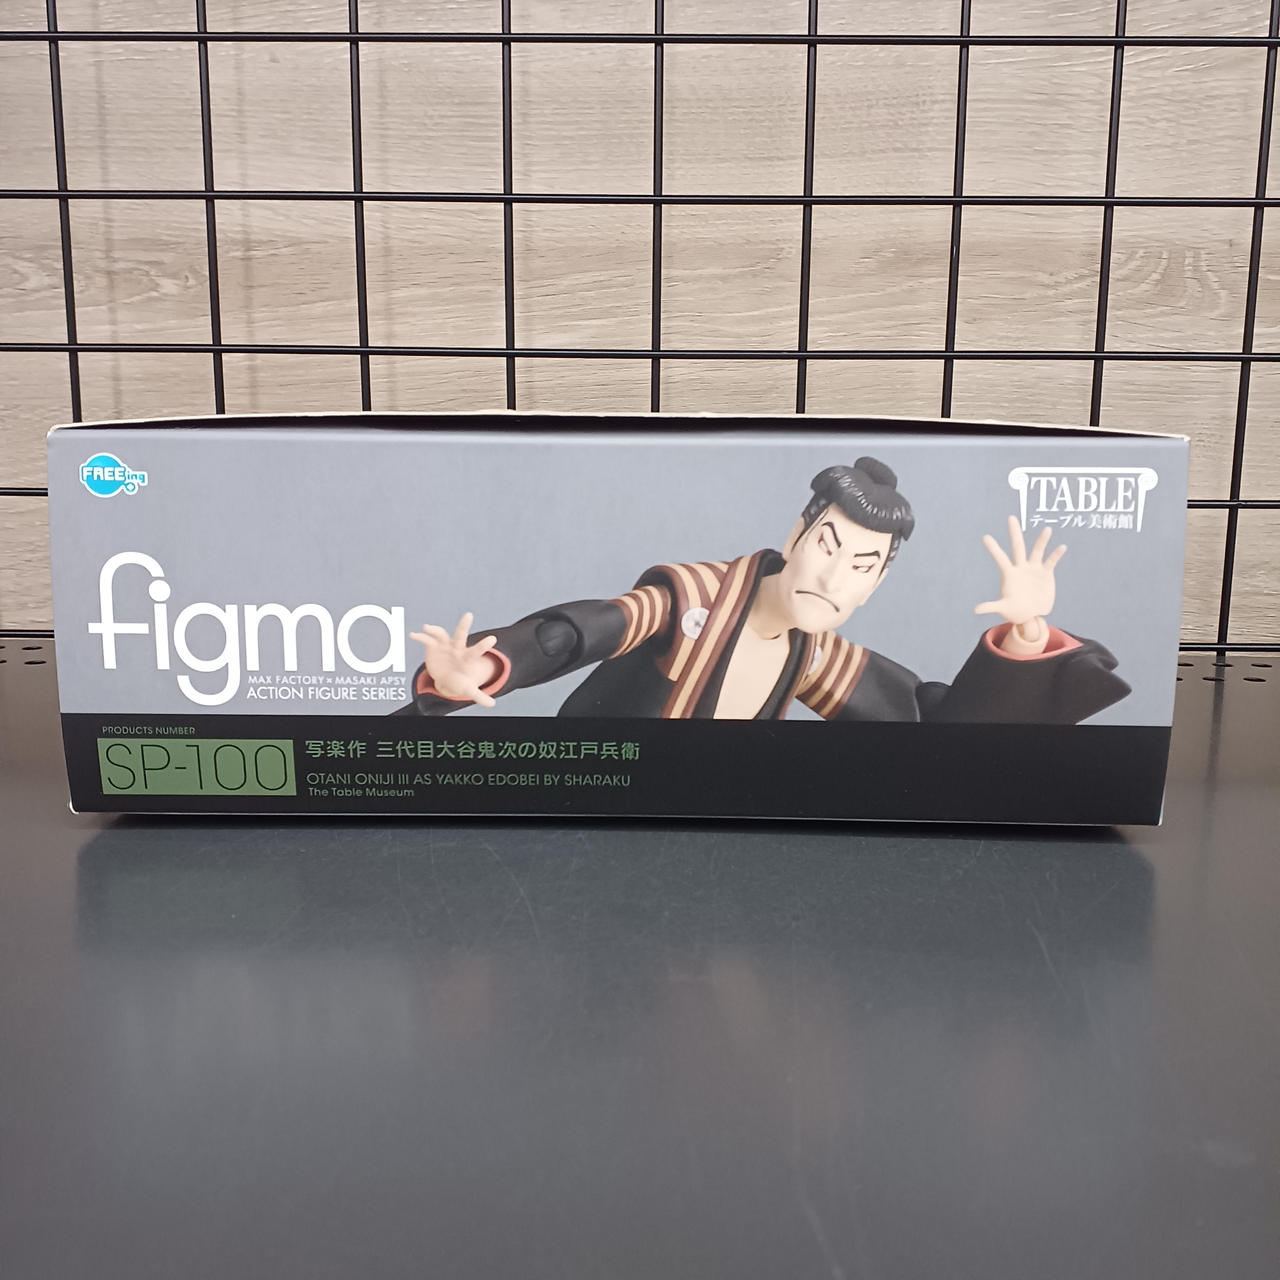 FREEing
TABLE
テーブル美術館
figma
MAX FACTORY × MASAKI APSY
ACTION FIGURE SERIES
PRODUCTS NUMBER
SP-100
写楽作 三代目大谷鬼次の奴江戸兵衛
OTANI ONIJI III AS YAKKO EDOBEI BY SHARAKU
The Table Museum